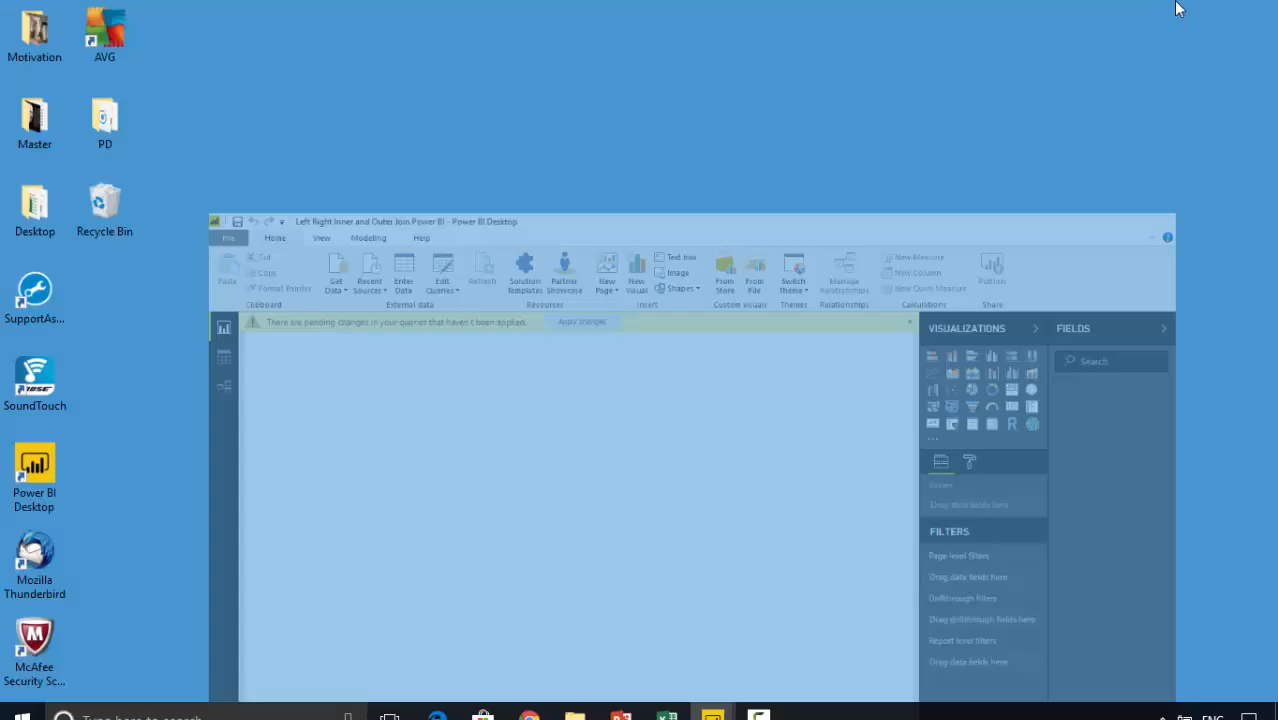 Motivation
AVG
Master
PD
Desktop
Recycle Bin
SupportAs...
SoundTouch
Power BI
Desktop
Mozilla
Thunderbird
McAfee
Security Sc...
Left Right Inner and Outer Join.Power BI - Power BI Desktop
File Home View Modeling Help
Paste
Cut
Copy
Format Painter
Clipboard
Get
Data
Recent
Sources
Enter
Data
Edit
Queries
Refresh
External data
Solution
Templates
Partner
Showcase
Resources
New
Page
New
Visual
Text box
Image
Shapes
Insert
From
Store
From
File
Custom visuals
Switch
Theme
Themes
Manage
Relationships
Relationships
New Measure
New Column
New Quick Measure
Calculations
Publish
Share
There are pending changes in your queries that haven't been applied.
Apply changes
VISUALIZATIONS
FIELDS
Search
R
Values
Drag data fields here
FILTERS
Page level filters
Drag data fields here
Drillthrough filters
Drag drillthrough fields here
Report level filters
Drag data fields here
Type here to search
ENG